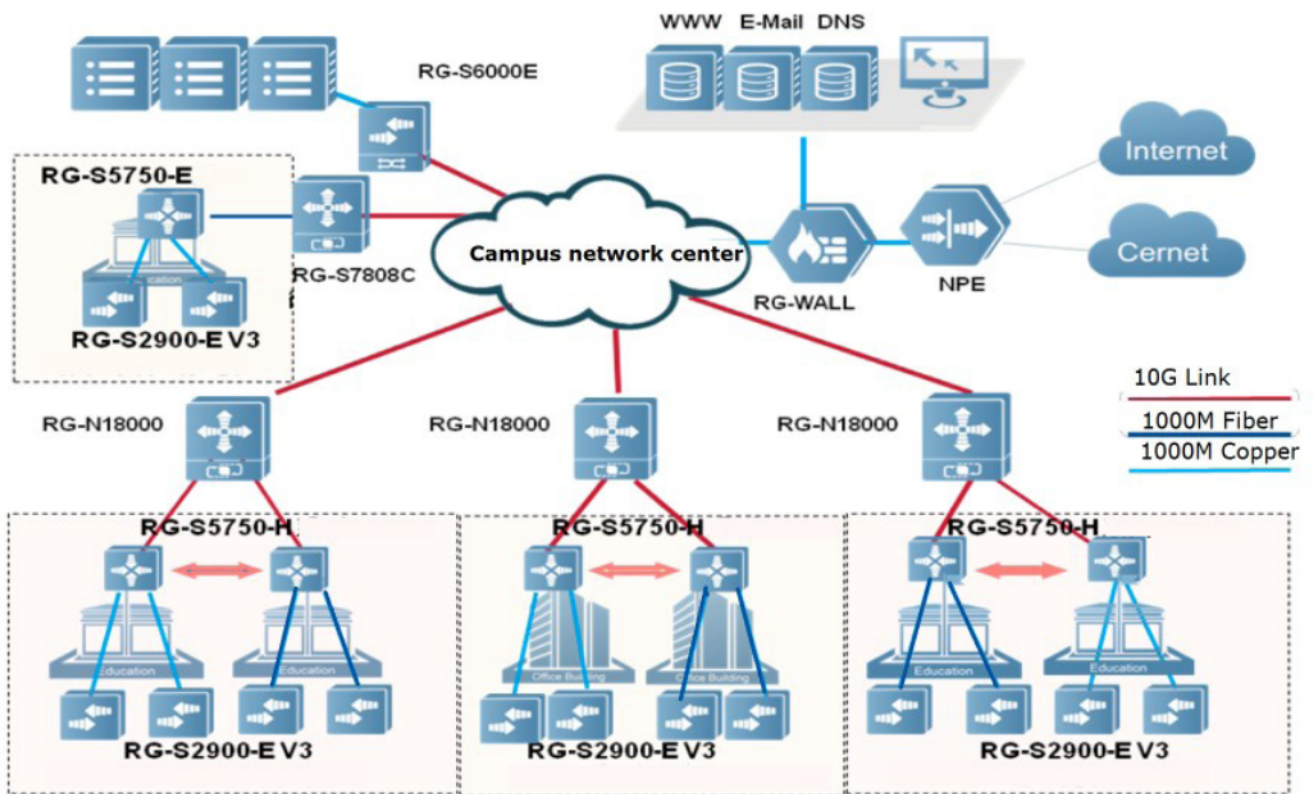 WWW E-Mail DNS
RG-S6000E
RG-S5750-E
Internet
Campus network center
Cernet
RG-S7808C
NPE
RG-WALL
RG-S2900-E V3
10G Link
1000M Fiber
1000M Copper
RG-N18000
RG-N18000
RG-N18000
RG-S5750-H
RG-S5750-H
RG-S5750-H
Education
Education
Office Building
Office Building
Education
Education
RG-S2900-E V3
RG-S2900-E V3
RG-S2900-E V3